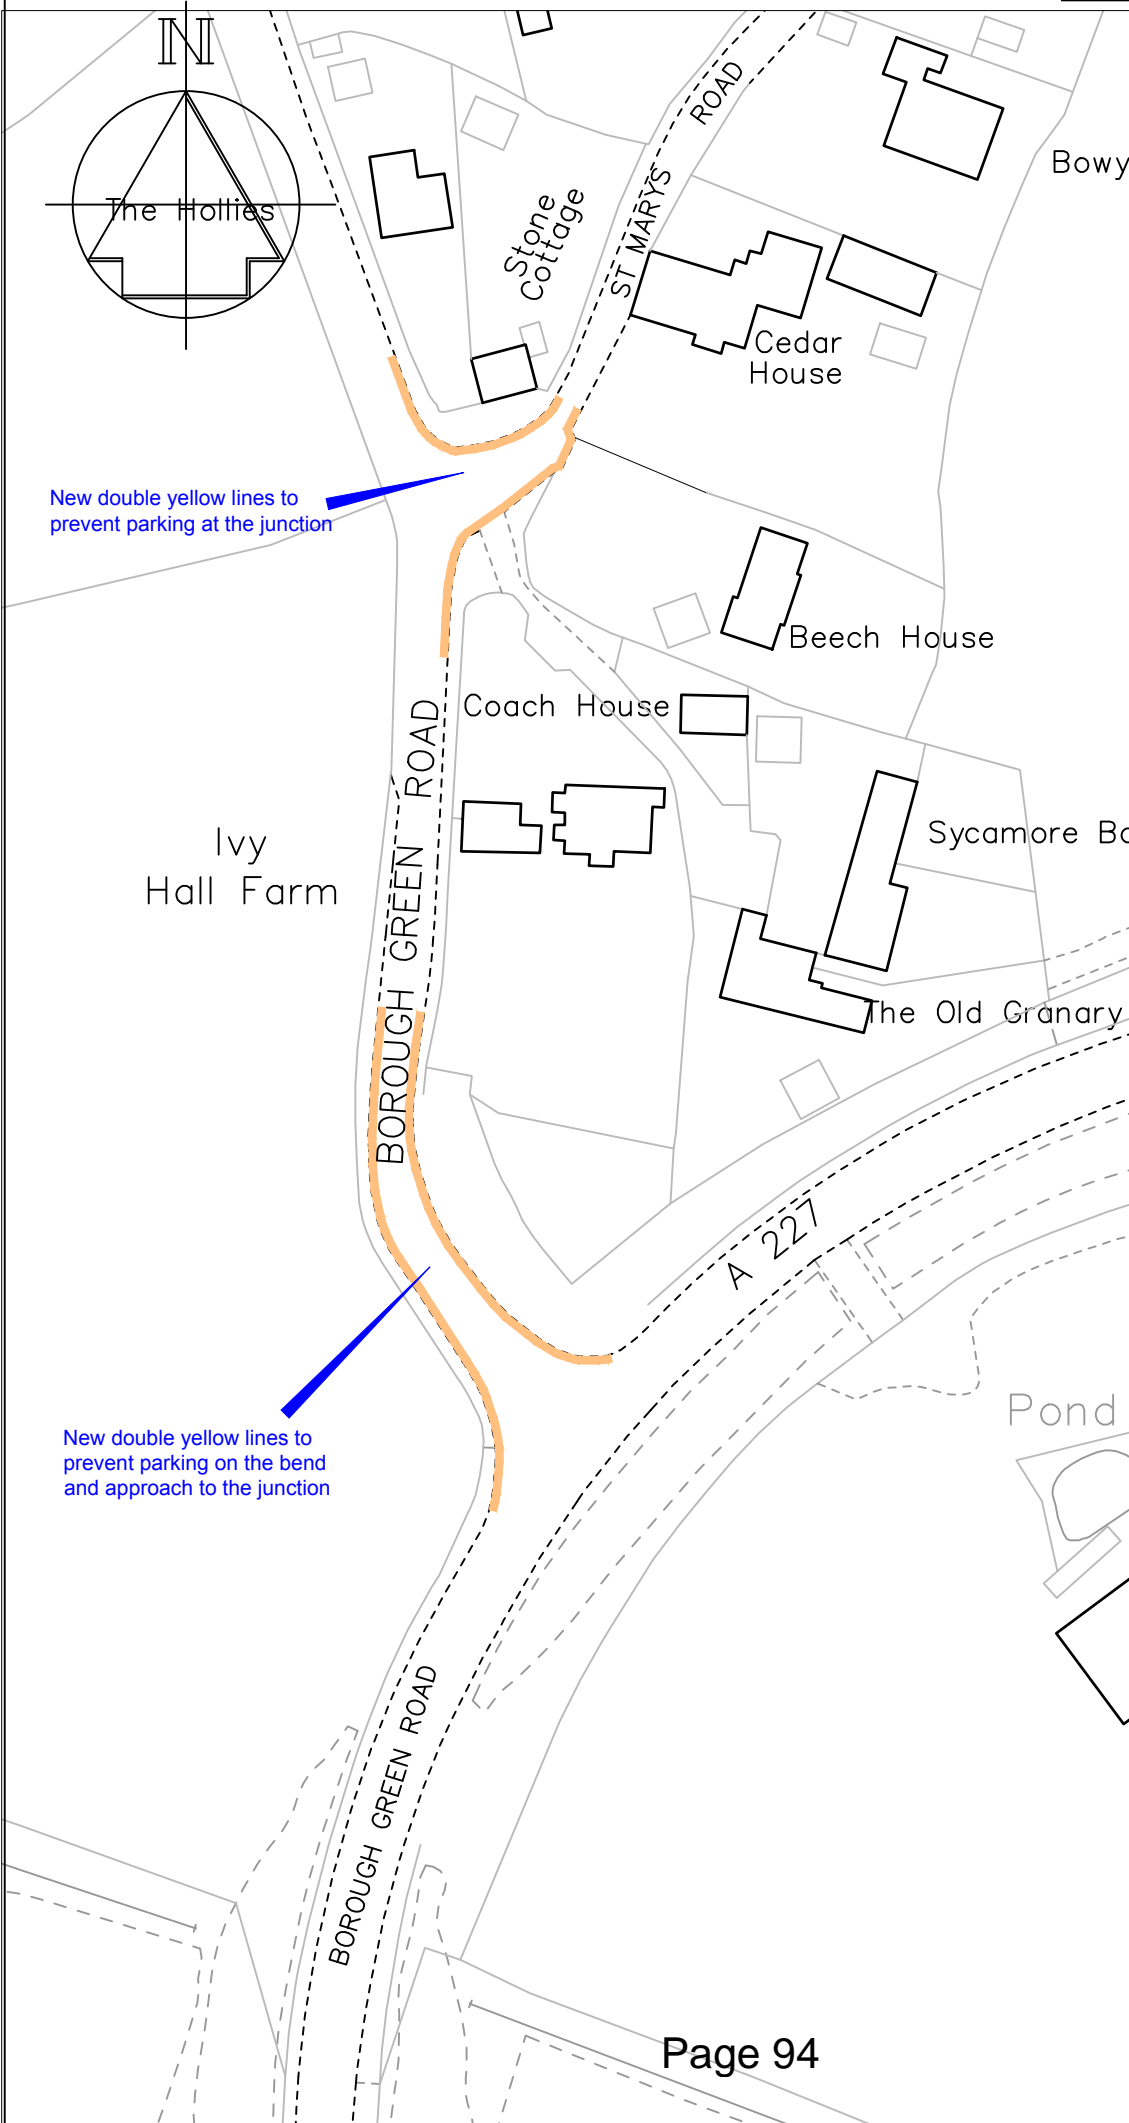 N
The Hollies
ROAD
ST MARYS
Stone
Cottage
Bowy
Cedar
House
New double yellow lines to
prevent parking at the junction
Beech House
Coach House
BOROUGH GREEN ROAD
Ivy
Hall Farm
Sycamore Ba
The Old Granary
A 227
Pond
New double yellow lines to
prevent parking on the bend
and approach to the junction
BOROUGH GREEN ROAD
Page 94